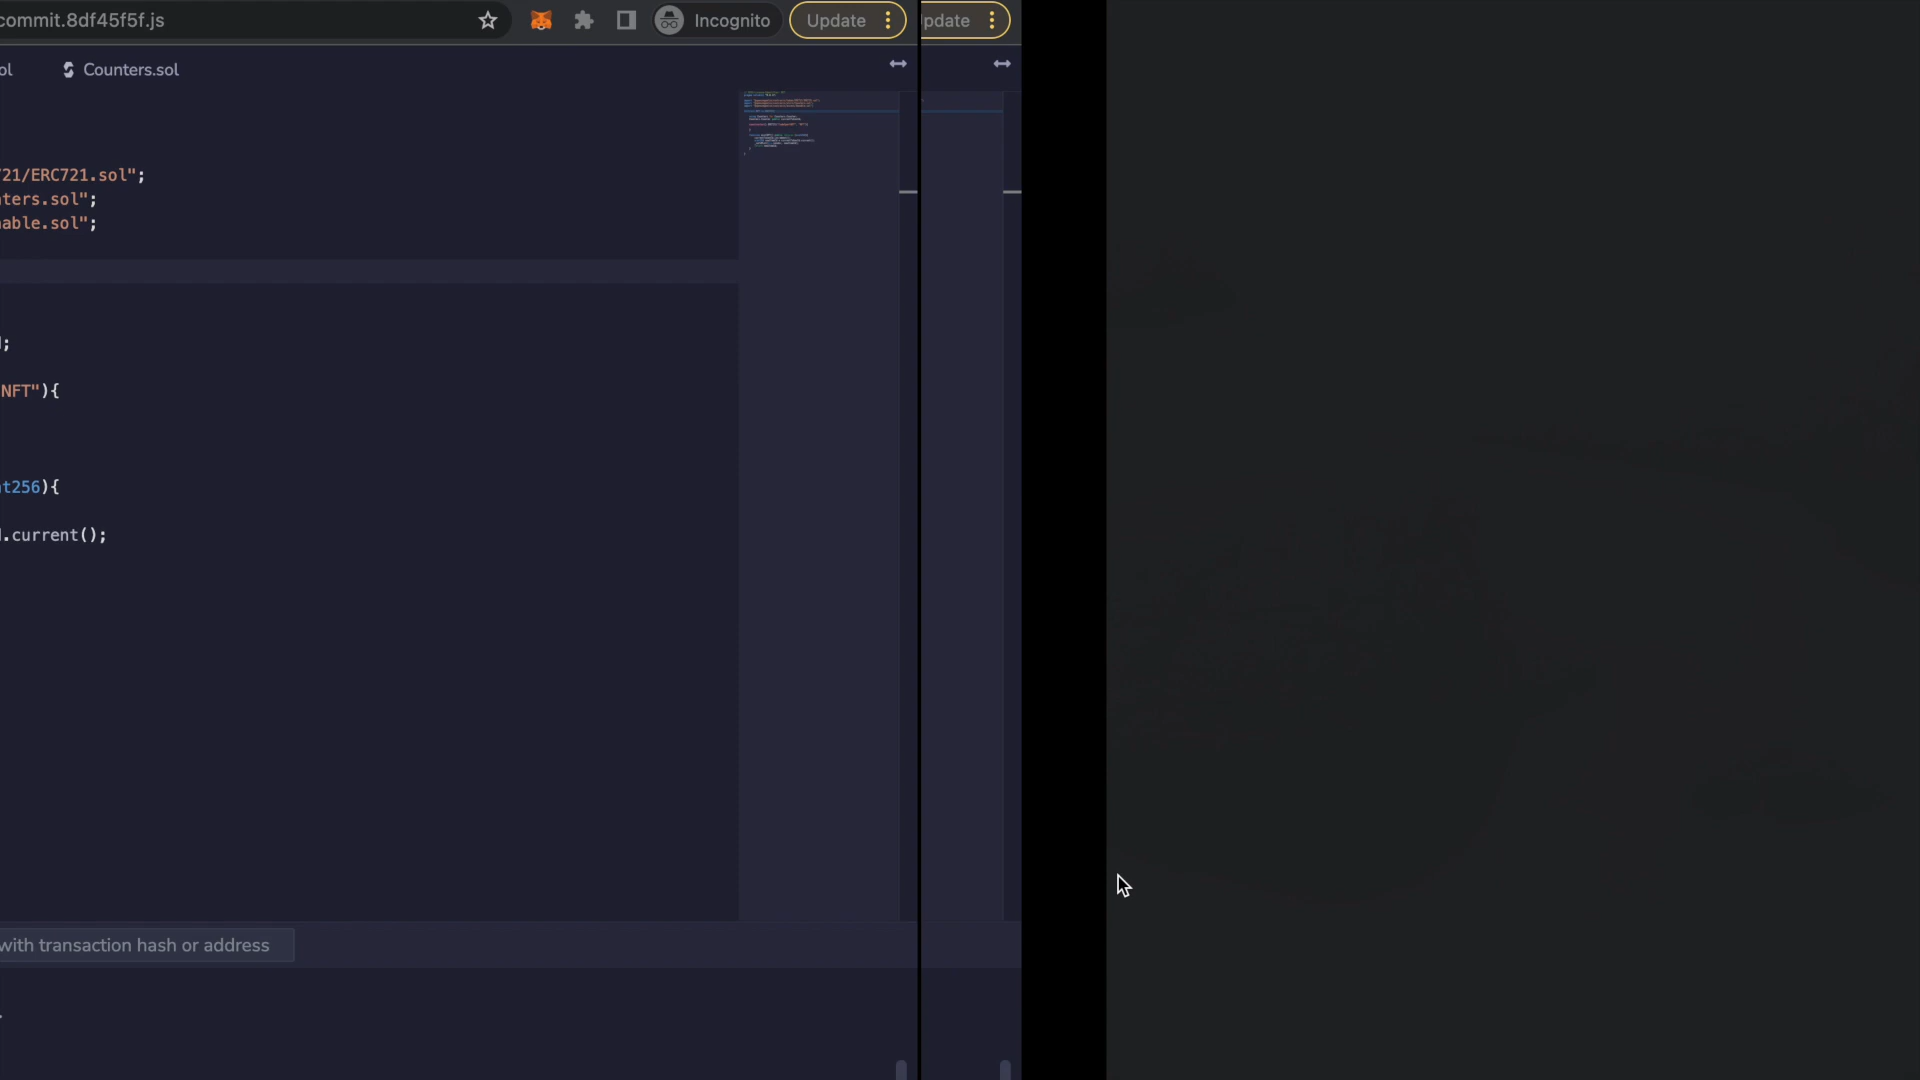 commit.8df45f5f.js
Incognito
Update
pdate
ol
Counters.sol
21/ERC721.sol";
ters.sol";
able.sol";
;
NFT"){
t256){
.current();
with transaction hash or address